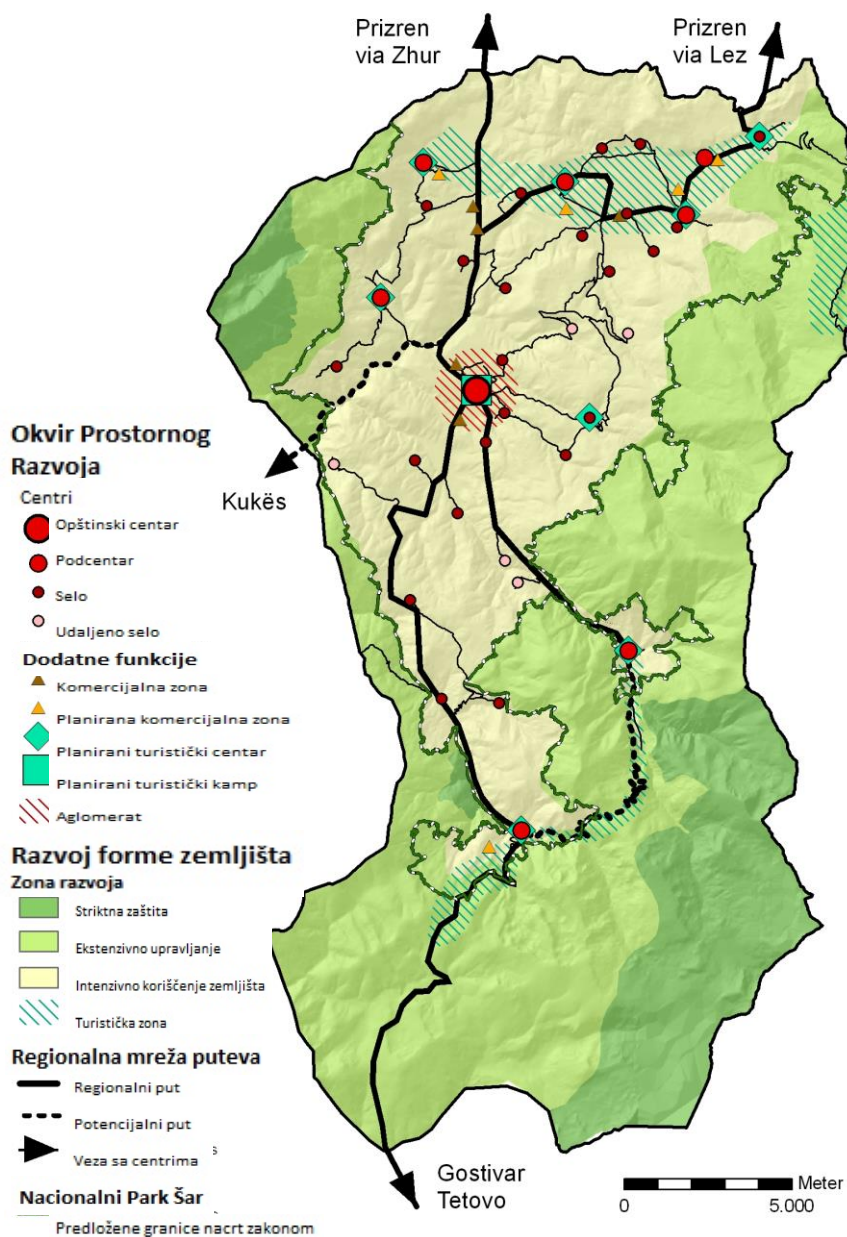 Prizren
via Zhur
Prizren
via Lez
Kukës
Okvir Prostornog
Razvoja
Centri
Opštinski centar
Podcentar
Selo
Udaljeno selo
Dodatne funkcije
Komercijalna zona
Planirana komercijalna zona
Planirani turistički centar
Planirani turistički kamp
Aglomerat
Razvoj forme zemljišta
Zona razvoja
Striktna zaštita
Ekstenzivno upravljanje
Intenzivno koriščenje zemljišta
Turistička zona
Regionalna mreža puteva
Regionalni put
Potencijalni put
Veza sa centrima s
Nacionalni Park Šar
Predložene granice nacrt zakonom
Gostivar
Tetovo
Meter
0 5.000